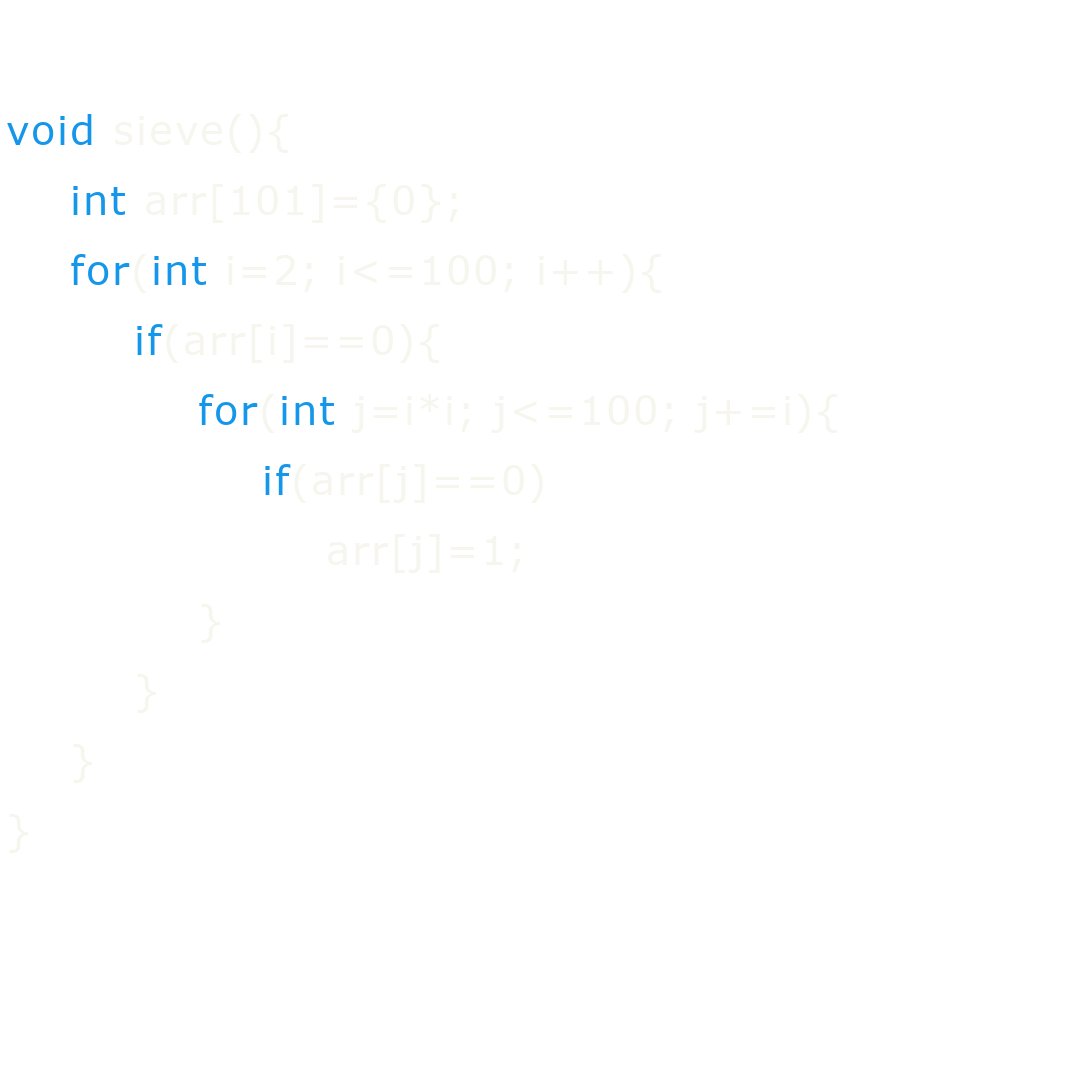 void sieve(){
int arr[101]={0};
for(int i=2; i<=100; i++){
if(arr[i]==0){
for(int j=i*i; j<=100; j+=i){
if(arr[j]==0)
arr[j]=1;
}
}
}
}